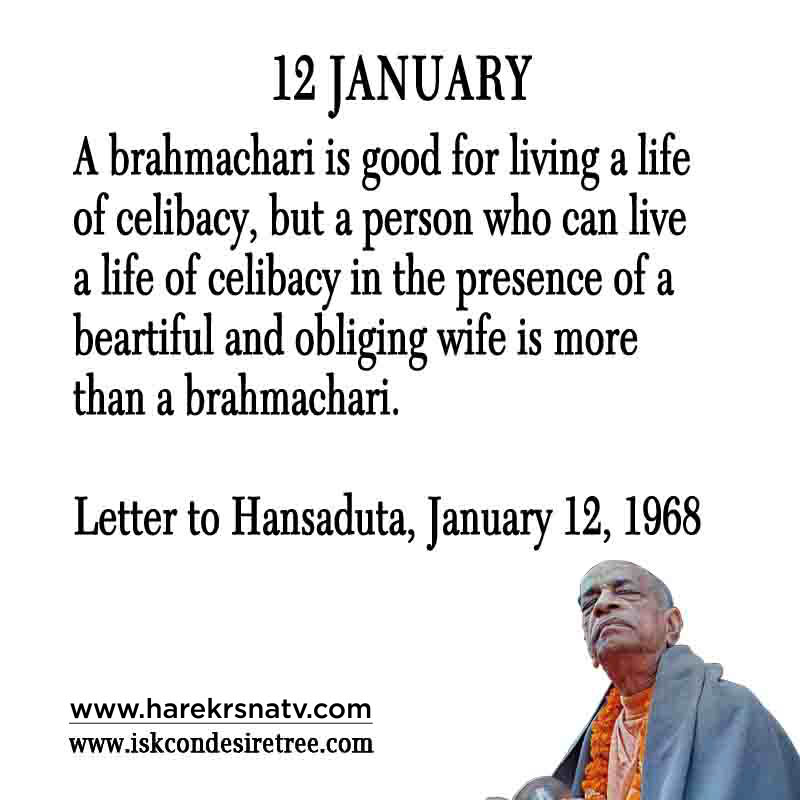 12 JANUARY
A brahmachari is good for living a life
of celibacy, but a person who can live
a life of celibacy in the presence of a
beartiful and obliging wife is more
than a brahmachari.
Letter to Hansaduta, January 12, 1968
www.harekrsnatv.com
www.iskcondesiretree.com